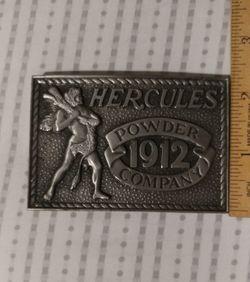 HERCULES
POWDER
1912
COMPANY